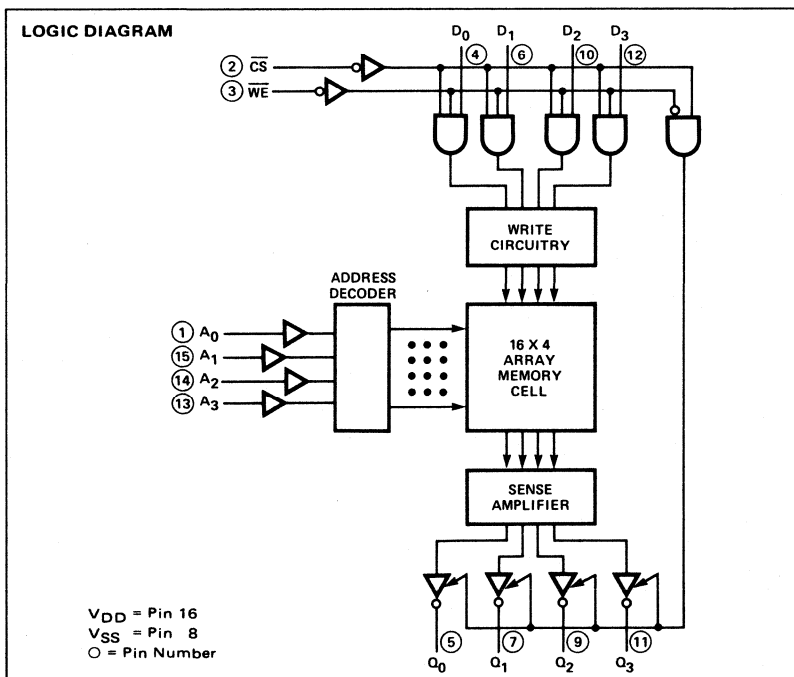 LOGIC DIAGRAM
D0 D1 D2 D3
4 6 10 12
2 CS
3 WE
WRITE
CIRCUITRY
ADDRESS
DECODER
1 A0
15 A1
14 A2
13 A3
16 X 4
ARRAY
MEMORY
CELL
SENSE
AMPLIFIER
VDD = Pin 16
VSS = Pin 8
O = Pin Number
5 7 9 11
Q0 Q1 Q2 Q3